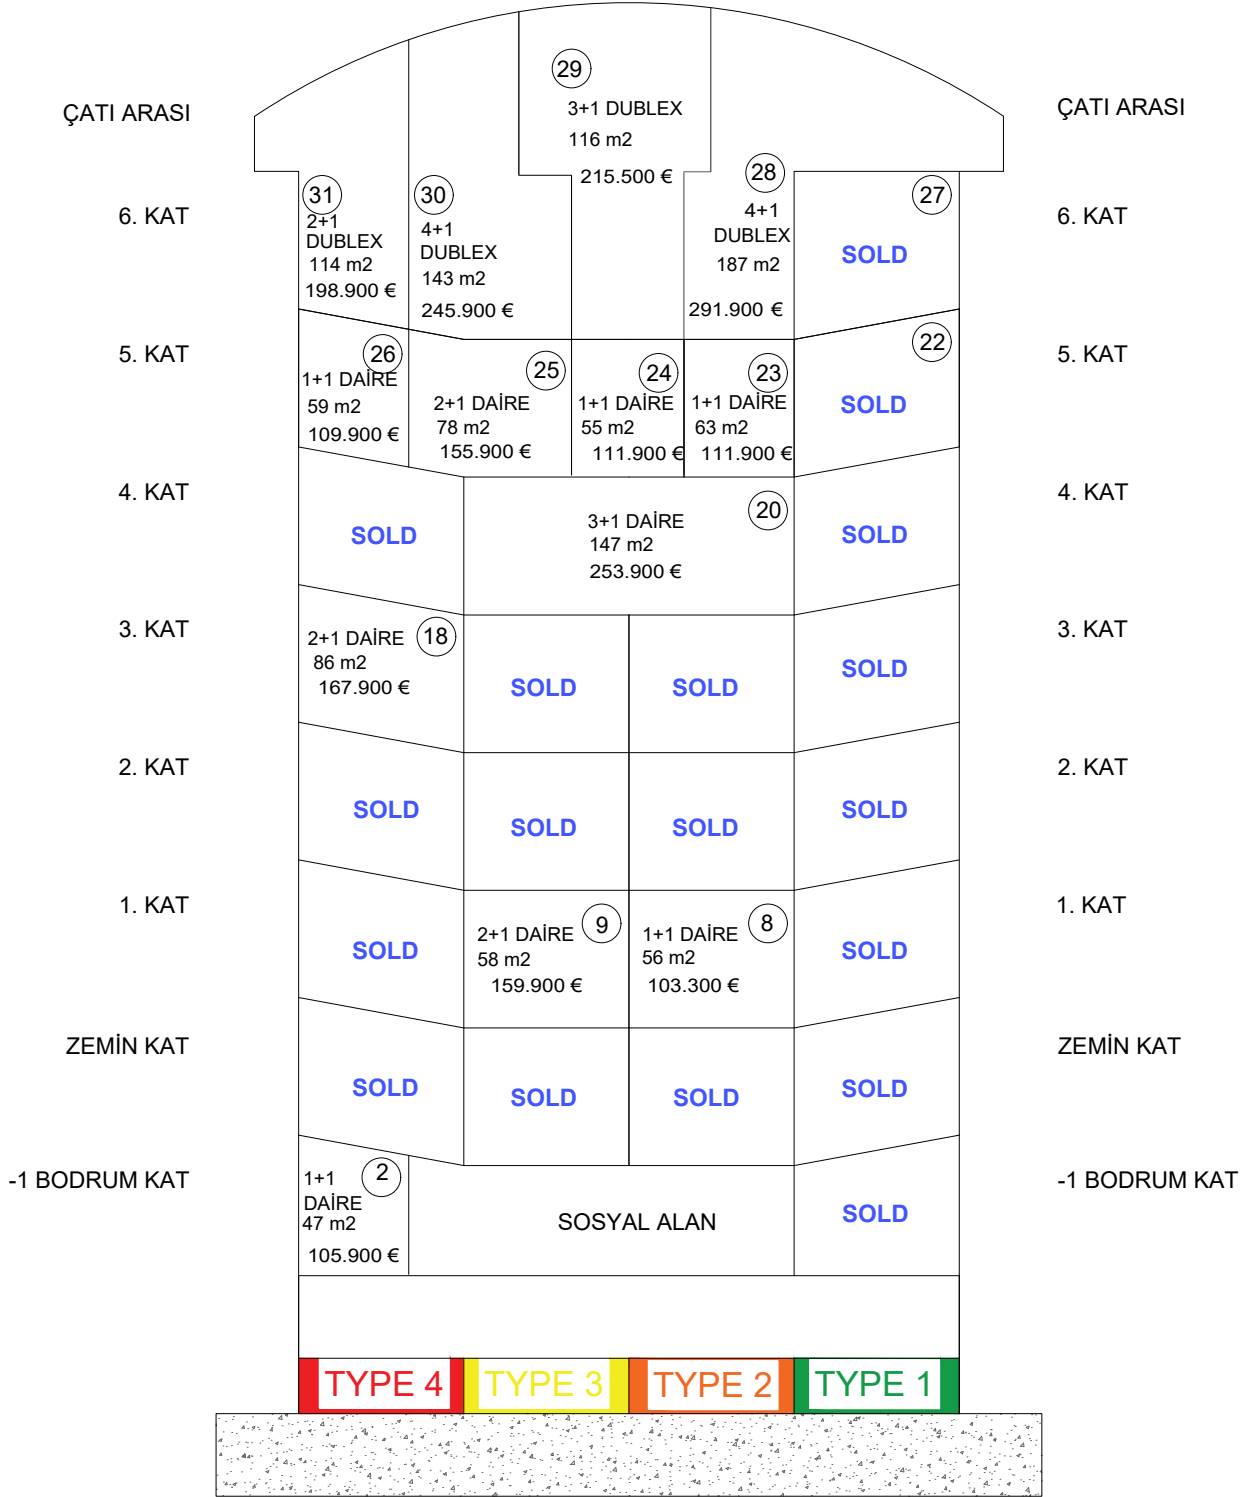 ÇATI ARASI
ÇATI ARASI
29
3+1 DUBLEX
116 m2
215.500 €
6. KAT
6. KAT
31
2+1
DUBLEX
114 m2
198.900 €
30
4+1
DUBLEX
143 m2
245.900 €
28
4+1
DUBLEX
187 m2
291.900 €
27
SOLD
5. KAT
5. KAT
26
1+1 DAİRE
59 m2
109.900 €
25
2+1 DAİRE
78 m2
155.900 €
24
1+1 DAİRE
55 m2
111.900 €
23
1+1 DAİRE
63 m2
111.900 €
22
SOLD
4. KAT
4. KAT
SOLD
20
3+1 DAİRE
147 m2
253.900 €
SOLD
3. KAT
3. KAT
2+1 DAİRE
18
86 m2
167.900 €
SOLD
SOLD
SOLD
2. KAT
2. KAT
SOLD
SOLD
SOLD
SOLD
1. KAT
1. KAT
SOLD
9
2+1 DAİRE
58 m2
159.900 €
8
1+1 DAİRE
56 m2
103.300 €
SOLD
ZEMİN KAT
ZEMİN KAT
SOLD
SOLD
SOLD
SOLD
-1 BODRUM KAT
-1 BODRUM KAT
2
1+1
DAİRE
47 m2
105.900 €
SOSYAL ALAN
SOLD
TYPE 4
TYPE 3
TYPE 2
TYPE 1